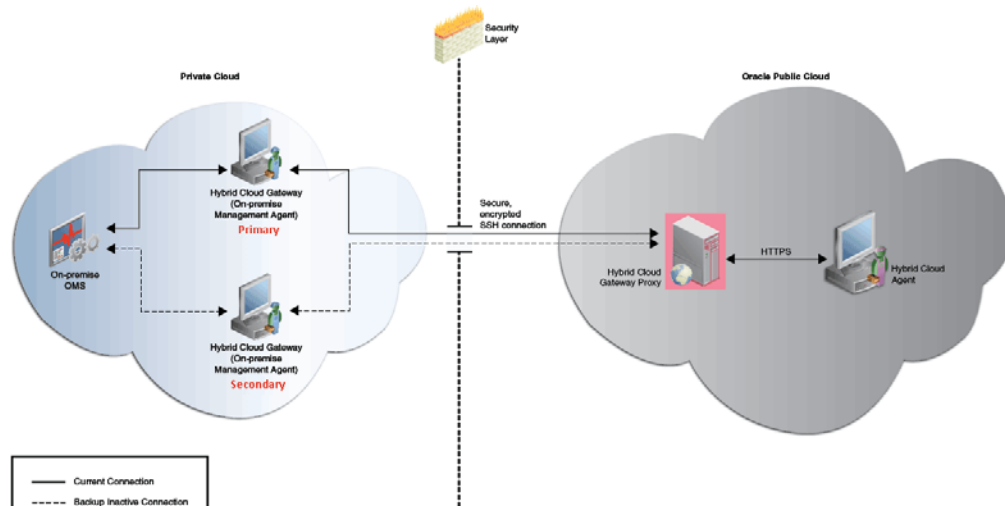 Security
Layer
Private Cloud
Oracle Public Cloud
Hybrid Cloud Gateway
(On-premise
Management Agent)
Primary
Secure,
encrypted
SSH connection
On-premise
OMS
HTTPS
Hybrid Cloud
Gateway Proxy
Hybrid Cloud
Agent
Hybrid Cloud Gateway
(On-premise
Management Agent)
Secondary
Current Connection
Backup Inactive Connection